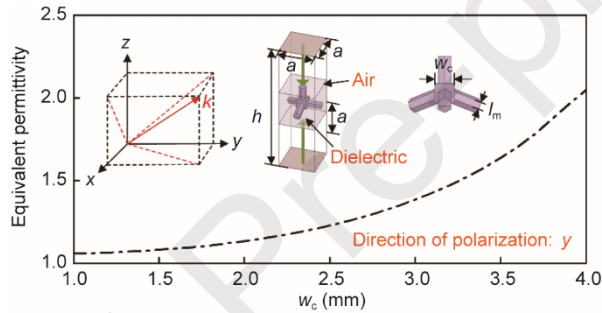 Equivalent permittivity
2.5
2.0
1.5
1.0
z
k
y
x
a
a
h
a
Air
Dielectric
w_c
l_m
Direction of polarization: y
1.0 1.5 2.0 2.5 3.0 3.5 4.0
w_c (mm)
Prepr